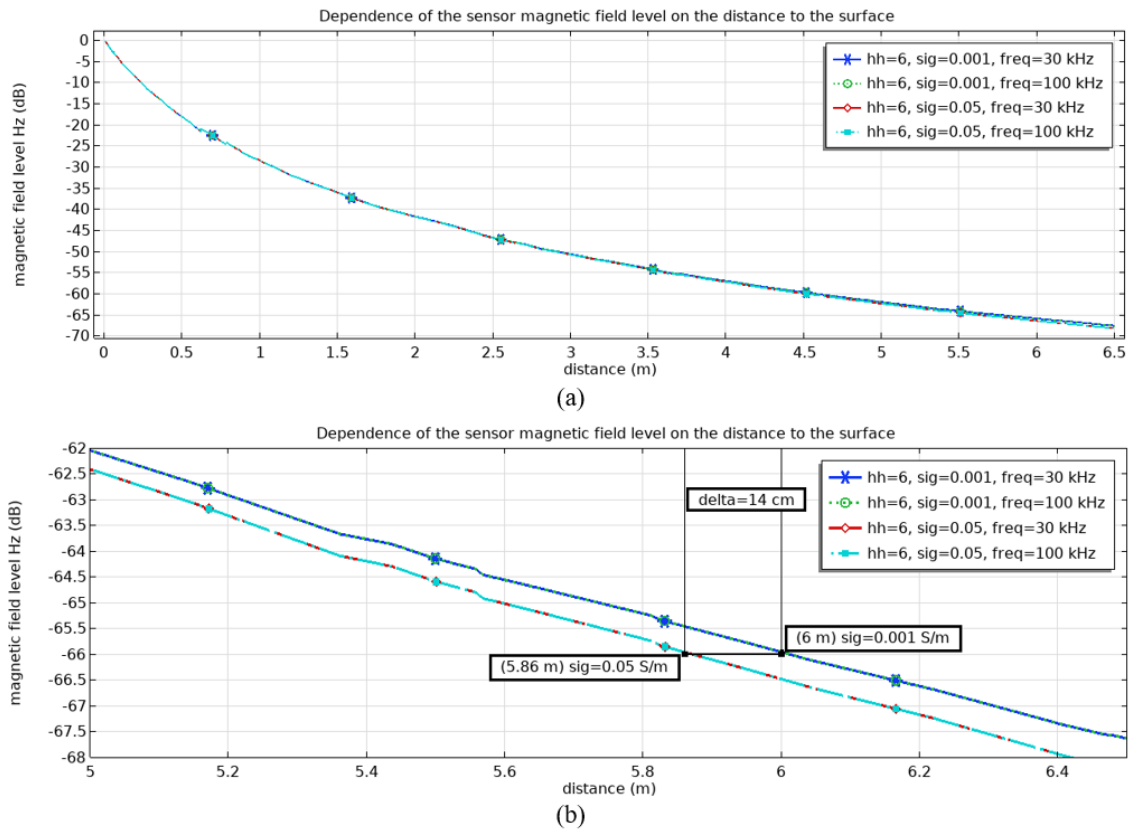 Dependence of the sensor magnetic field level on the distance to the surface
magnetic field level Hz (dB)
0
-5
-10
-15
-20
-25
-30
-35
-40
-45
-50
-55
-60
-65
-70
hh=6, sig=0.001, freq=30 kHz
hh=6, sig=0.001, freq=100 kHz
hh=6, sig=0.05, freq=30 kHz
hh=6, sig=0.05, freq=100 kHz
0 0.5 1 1.5 2 2.5 3 3.5 4 4.5 5 5.5 6 6.5
distance (m)
(a)
Dependence of the sensor magnetic field level on the distance to the surface
magnetic field level Hz (dB)
-62
-62.5
-63
-63.5
-64
-64.5
-65
-65.5
-66
-66.5
-67
-67.5
-68
hh=6, sig=0.001, freq=30 kHz
hh=6, sig=0.001, freq=100 kHz
hh=6, sig=0.05, freq=30 kHz
hh=6, sig=0.05, freq=100 kHz
delta=14 cm
(6 m) sig=0.001 S/m
(5.86 m) sig=0.05 S/m
5 5.2 5.4 5.6 5.8 6 6.2 6.4
distance (m)
(b)